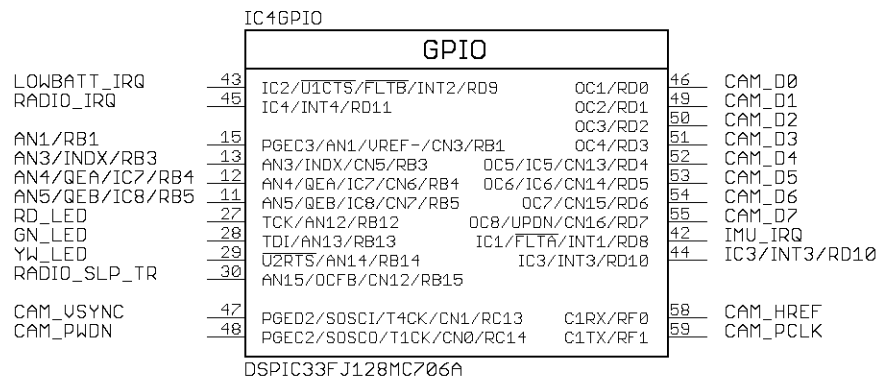 IC4GPIO
GPIO
LOWBATT_IRQ 43 IC2/U1CTS/FLTB/INT2/RD9 OC1/RD0 46 CAM_D0
RADIO_IRQ 45 IC4/INT4/RD11 OC2/RD1 49 CAM_D1
OC3/RD2 50 CAM_D2
AN1/RB1 15 PGEC3/AN1/VREF-/CN3/RB1 OC4/RD3 51 CAM_D3
AN3/INDX/RB3 13 AN3/INDX/CN5/RB3 OC5/IC5/CN13/RD4 52 CAM_D4
AN4/QEA/IC7/RB4 12 AN4/QEA/IC7/CN6/RB4 OC6/IC6/CN14/RD5 53 CAM_D5
AN5/QEB/IC8/RB5 11 AN5/QEB/IC8/CN7/RB5 OC7/CN15/RD6 54 CAM_D6
RD_LED 27 TCK/AN12/RB12 OC8/UPDN/CN16/RD7 55 CAM_D7
GN_LED 28 TDI/AN13/RB13 IC1/FLTA/INT1/RD8 42 IMU_IRQ
YW_LED 29 U2RTS/AN14/RB14 IC3/INT3/RD10 44 IC3/INT3/RD10
RADIO_SLP_TR 30 AN15/OCFB/CN12/RB15
CAM_VSYNC 47 PGED2/SOSCI/T4CK/CN1/RC13 C1RX/RF0 58 CAM_HREF
CAM_PWDN 48 PGEC2/SOSCO/T1CK/CN0/RC14 C1TX/RF1 59 CAM_PCLK
DSPIC33FJ128MC706A